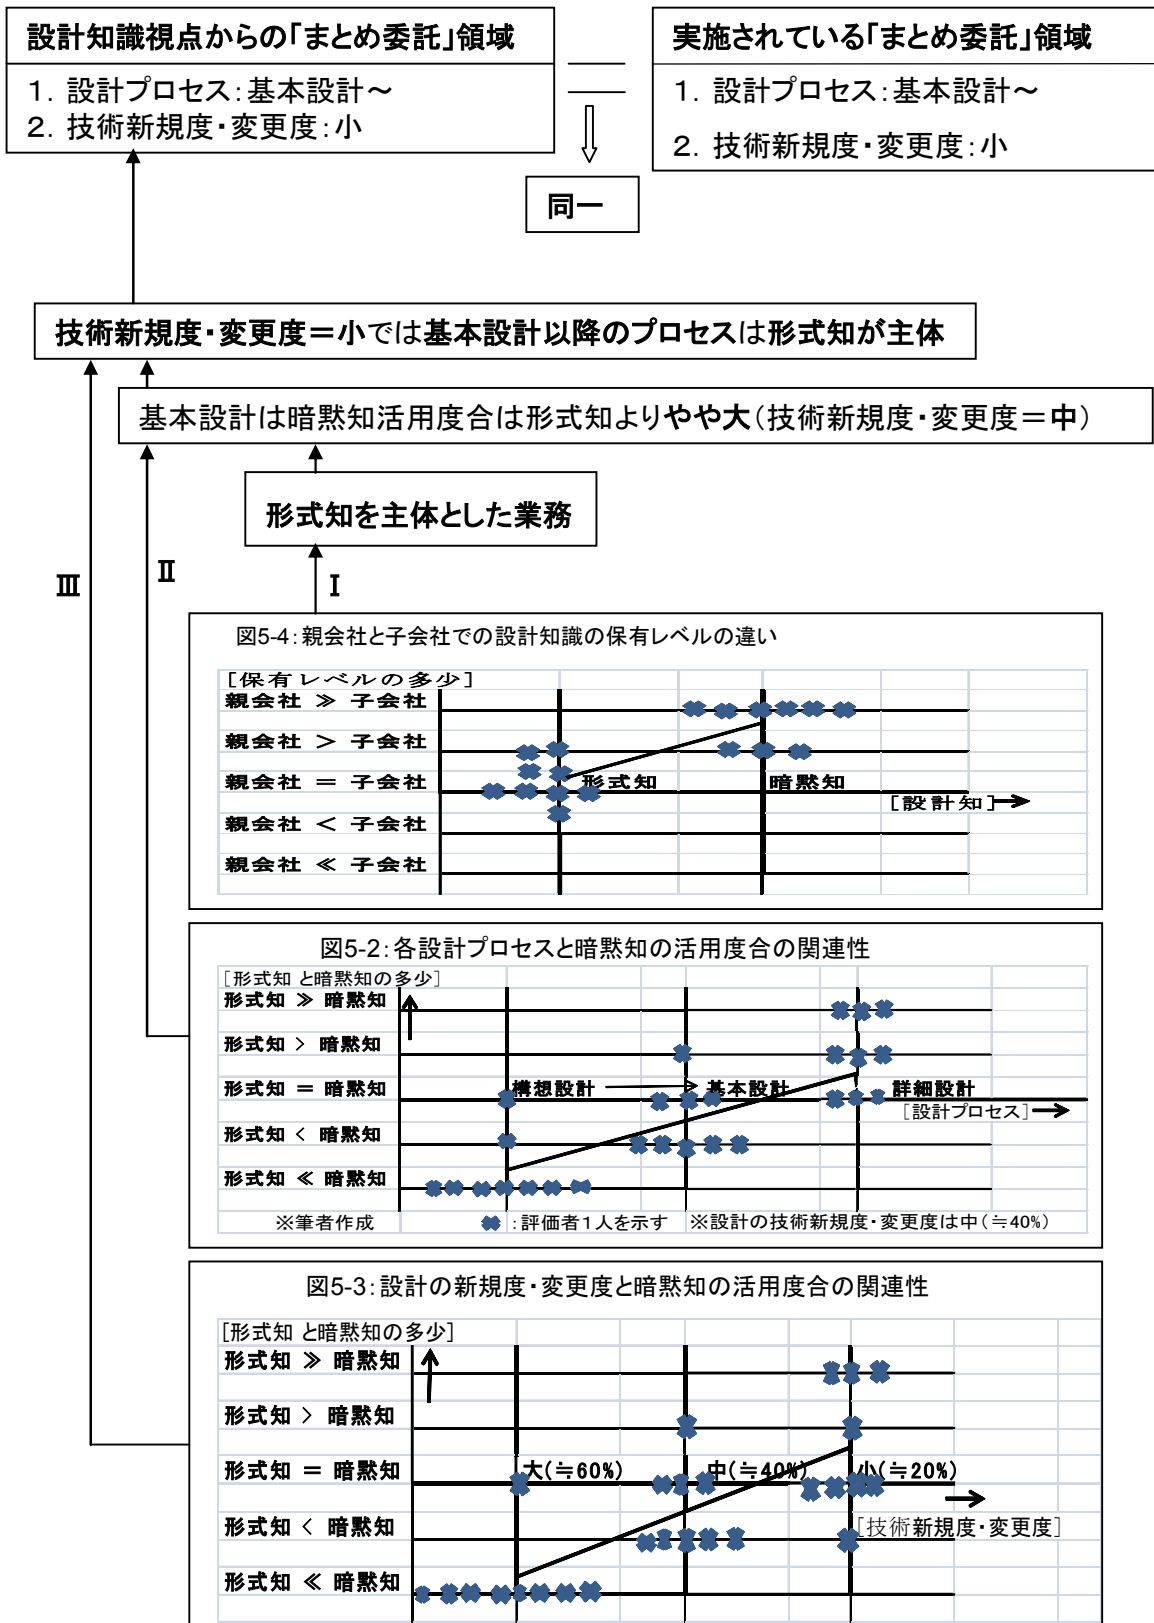 設計知識視点からの「まとめ委託」領域
1. 設計プロセス：基本設計～
2. 技術新規度・変更度：小
実施されている「まとめ委託」領域
1. 設計プロセス：基本設計～
2. 技術新規度・変更度：小
同一
技術新規度・変更度＝小では基本設計以降のプロセスは形式知が主体
基本設計は暗黙知活用度合は形式知よりやや大（技術新規度・変更度＝中）
形式知を主体とした業務
Ⅲ
Ⅱ
Ⅰ
図5-4：親会社と子会社での設計知識の保有レベルの違い
[保有レベルの多少]
親会社 ≫ 子会社
親会社 > 子会社
親会社 = 子会社
形式知
暗黙知
[設計知]
親会社 < 子会社
親会社 ≪ 子会社
図5-2：各設計プロセスと暗黙知の活用度合の関連性
[形式知 と暗黙知の多少]
形式知 ≫ 暗黙知
形式知 > 暗黙知
形式知 = 暗黙知
構想設計
基本設計
詳細設計
[設計プロセス]
形式知 < 暗黙知
形式知 ≪ 暗黙知
※筆者作成
：評価者１人を示す
※設計の技術新規度・変更度は中（≒40%）
図5-3：設計の新規度・変更度と暗黙知の活用度合の関連性
[形式知 と暗黙知の多少]
形式知 ≫ 暗黙知
形式知 > 暗黙知
形式知 = 暗黙知
大（≒60%）
中（≒40%）
小（≒20%）
[技術新規度・変更度]
形式知 < 暗黙知
形式知 ≪ 暗黙知